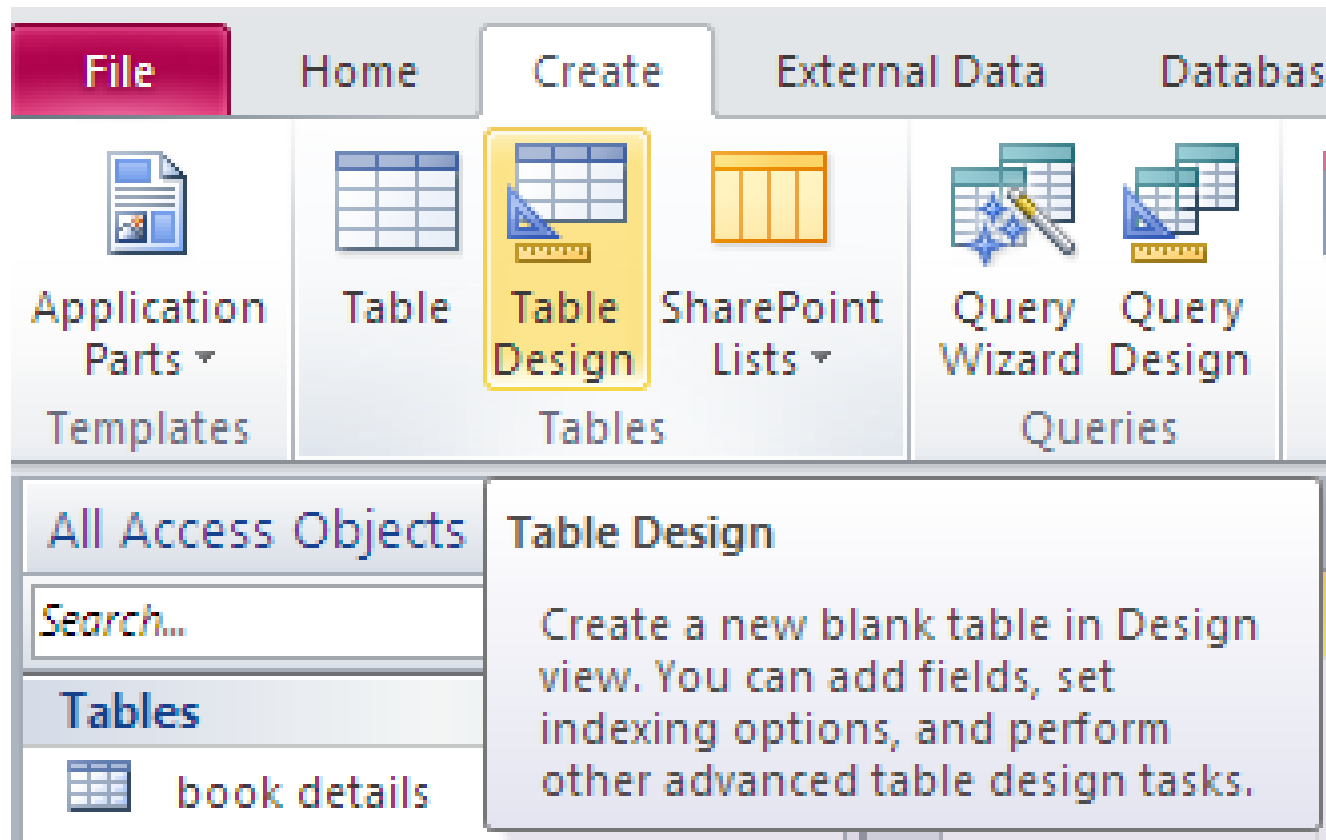 File Home Create External Data Databas
Application Parts
Table
Table Design
SharePoint Lists
Query Wizard
Query Design
Templates Tables Queries
All Access Objects
Search...
Tables
book details
Table Design
Create a new blank table in Design
view. You can add fields, set
indexing options, and perform
other advanced table design tasks.